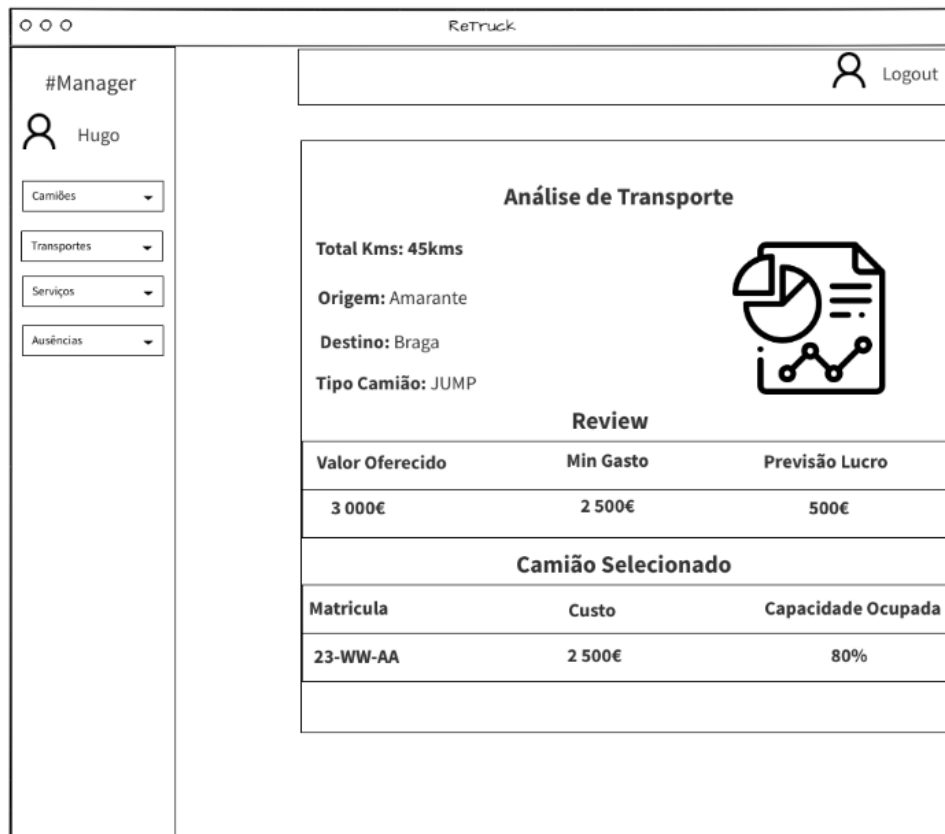 ReTruck
#Manager
Hugo
Camiões
Transportes
Serviços
Ausências
Logout
Análise de Transporte
Total Kms: 45kms
Origem: Amarante
Destino: Braga
Tipo Camião: JUMP
Review
Valor Oferecido Min Gasto Previsão Lucro
3 000€ 2 500€ 500€
Camião Selecionado
Matricula Custo Capacidade Ocupada
23-WW-AA 2 500€ 80%